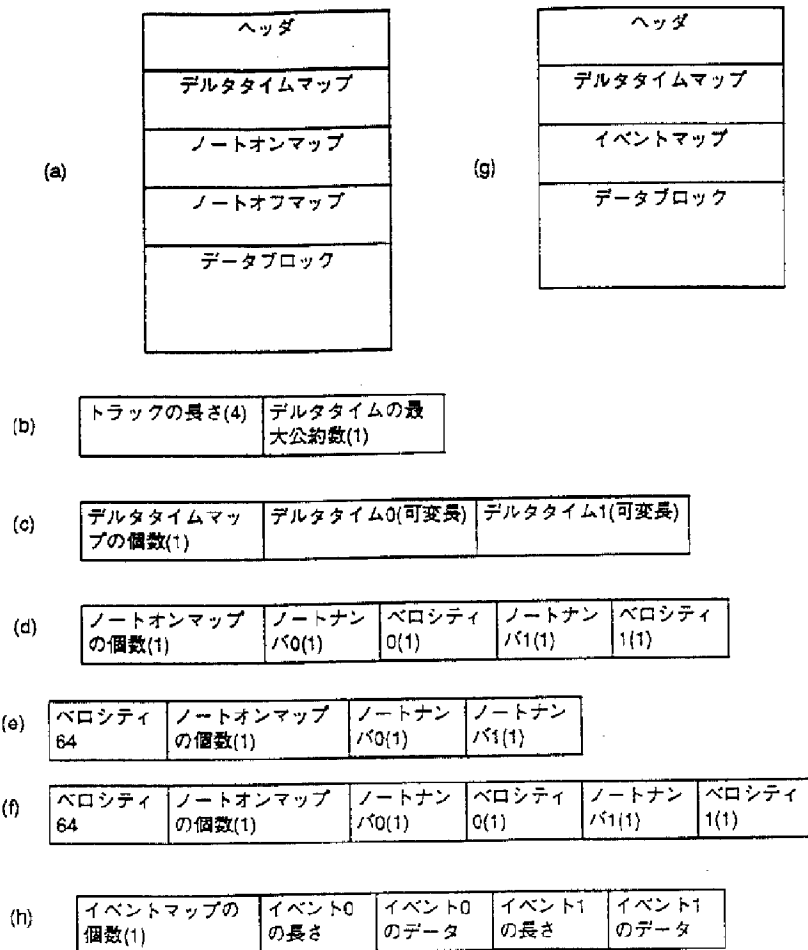 (a)
ヘッダ
デルタタイムマップ
ノートオンマップ
ノートオフマップ
データブロック
(g)
ヘッダ
デルタタイムマップ
イベントマップ
データブロック
(b)
トラックの長さ(4)
デルタタイムの最
大公約数(1)
(c)
デルタタイムマッ
プの個数(1)
デルタタイム0(可変長)
デルタタイム1(可変長)
(d)
ノートオンマップ
の個数(1)
ノートナン
バ0(1)
ベロシティ
0(1)
ノートナン
バ1(1)
ベロシティ
1(1)
(e)
ベロシティ
64
ノートオンマップ
の個数(1)
ノートナン
バ0(1)
ノートナン
バ1(1)
(f)
ベロシティ
64
ノートオンマップ
の個数(1)
ノートナン
バ0(1)
ベロシティ
0(1)
ノートナン
バ1(1)
ベロシティ
1(1)
(h)
イベントマップの
個数(1)
イベント0
の長さ
イベント0
のデータ
イベント1
の長さ
イベント1
のデータ